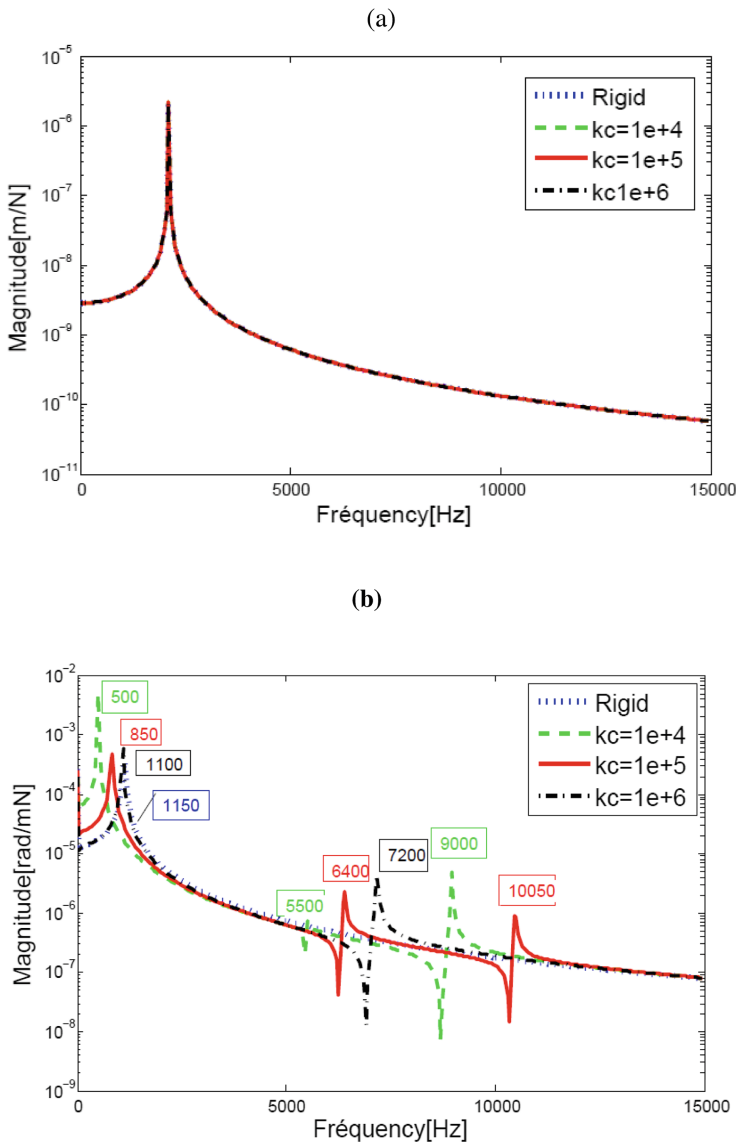 (a)
10^-5
10^-6
10^-7
10^-8
10^-9
10^-10
10^-11
Magnitude[m/N]
Rigid
kc=1e+4
kc=1e+5
kc1e+6
0 5000 10000 15000
Fréquency[Hz]
(b)
10^-2
10^-3
10^-4
10^-5
10^-6
10^-7
10^-8
10^-9
Magnitude[rad/mN]
Rigid
kc=1e+4
kc=1e+5
kc=1e+6
500
850
1100
1150
5500
6400
7200
9000
10050
0 5000 10000 15000
Fréquency[Hz]